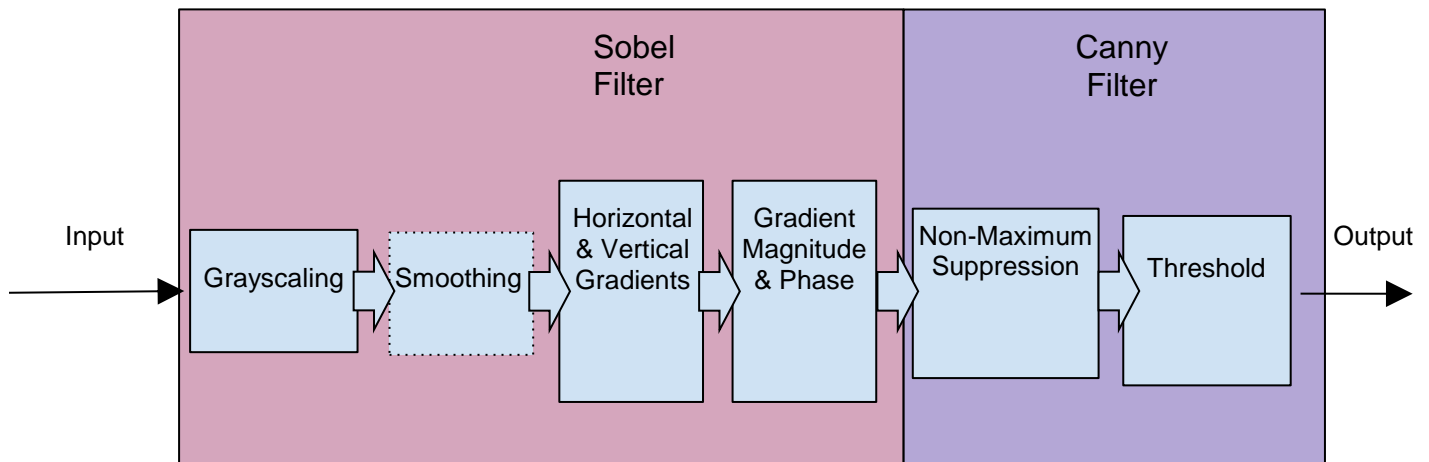 Sobel
Filter
Canny
Filter
Input
Grayscaling
Smoothing
Horizontal
& Vertical
Gradients
Gradient
Magnitude
& Phase
Non-Maximum
Suppression
Threshold
Output